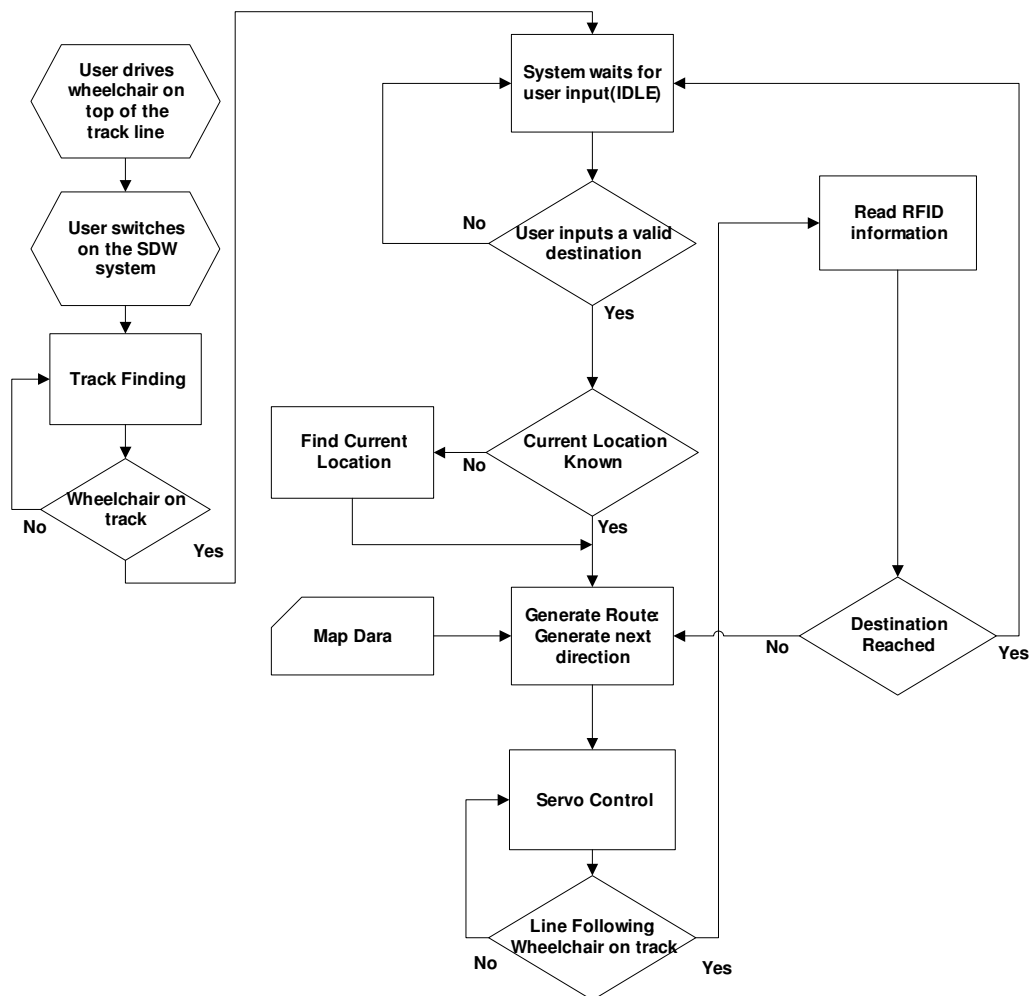 User drives
wheelchair on
top of the
track line
User switches
on the SDW
system
Track Finding
Wheelchair on
track
No
Yes
System waits for
user input(IDLE)
No
User inputs a valid
destination
Yes
Find Current
Location
No
Current Location
Known
Yes
Map Dara
Generate Route:
Generate next
direction
Servo Control
Line Following
Wheelchair on track
No
Yes
Read RFID
information
Destination
Reached
No
Yes